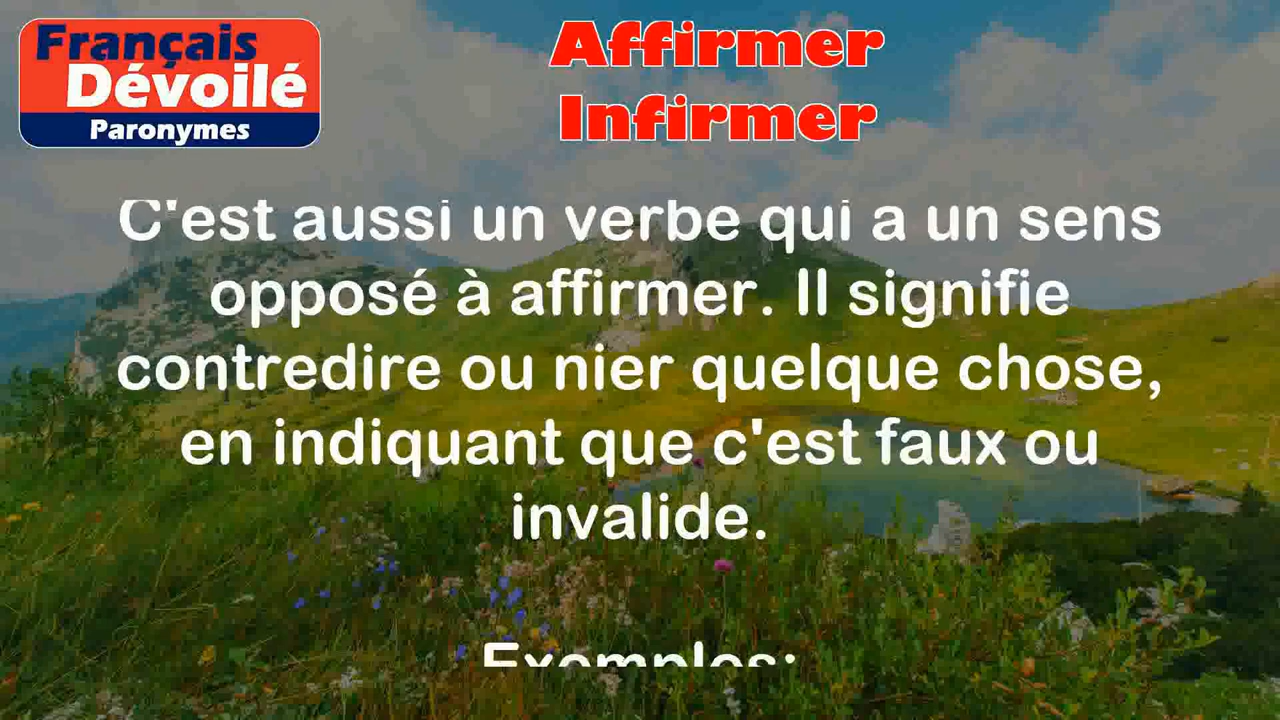 Français
Dévoilé
Paronymes
Affirmer
Infirmer
C'est aussi un verbe qui a un sens
opposé à affirmer. Il signifie
contredire ou nier quelque chose,
en indiquant que c'est faux ou
invalide.
Exemples: